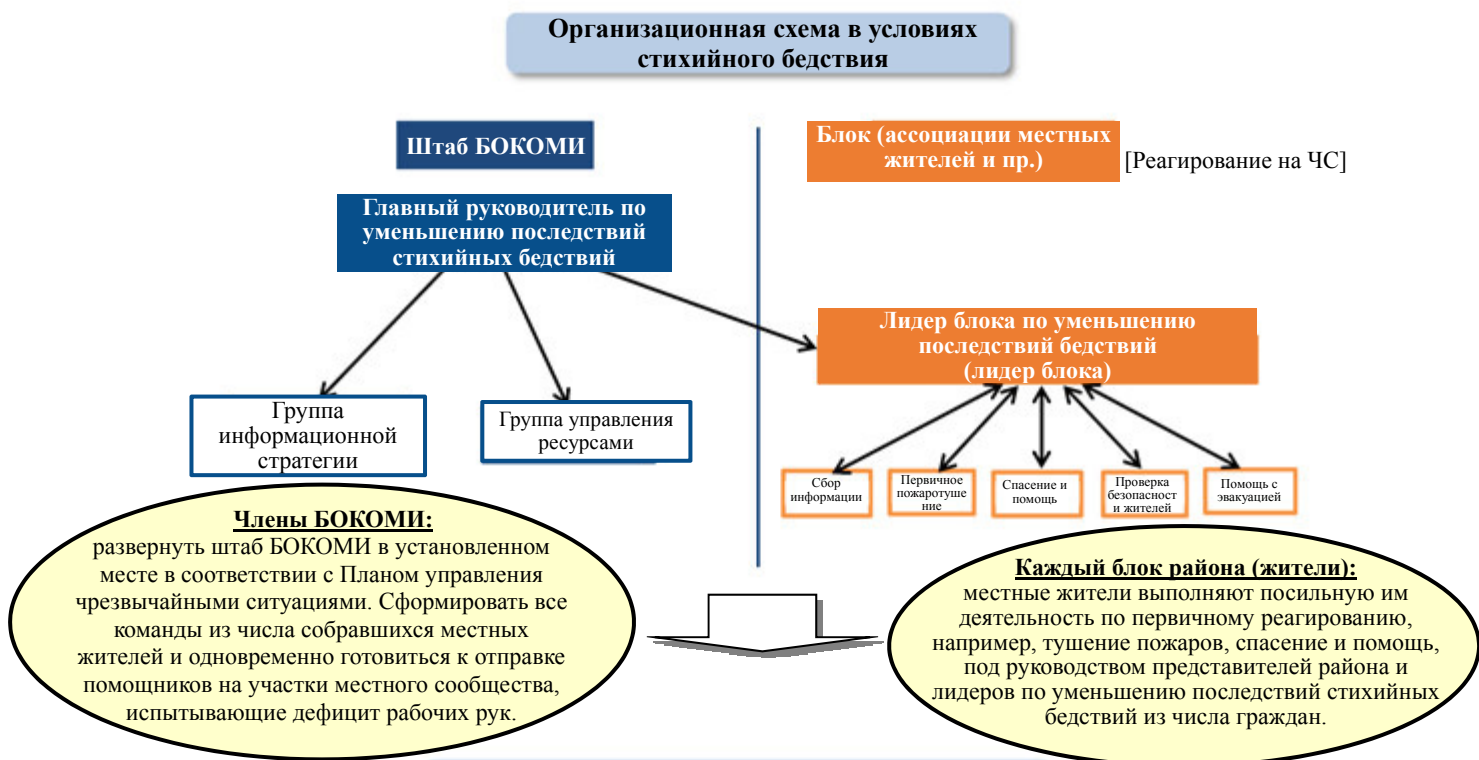 Организационная схема в условиях
стихийного бедствия
Штаб БОКОМИ
Блок (ассоциации местных
жителей и пр.)
[Реагирование на ЧС]
Главный руководитель по
уменьшению последствий
стихийных бедствий
Лидер блока по уменьшению
последствий бедствий
(лидер блока)
Группа
информационной
стратегии
Группа управления
ресурсами
Сбор
информации
Первичное
пожаротуше
ние
Спасение и
помощь
Проверка
безопасност
и жителей
Помощь с
эвакуацией
Члены БОКОМИ:
развернуть штаб БОКОМИ в установленном
месте в соответствии с Планом управления
чрезвычайными ситуациями. Сформировать все
команды из числа собравшихся местных
жителей и одновременно готовиться к отправке
помощников на участки местного сообщества,
испытывающие дефицит рабочих рук.
Каждый блок района (жители):
местные жители выполняют посильную им
деятельность по первичному реагированию,
например, тушение пожаров, спасение и помощь,
под руководством представителей района и
лидеров по уменьшению последствий стихийных
бедствий из числа граждан.